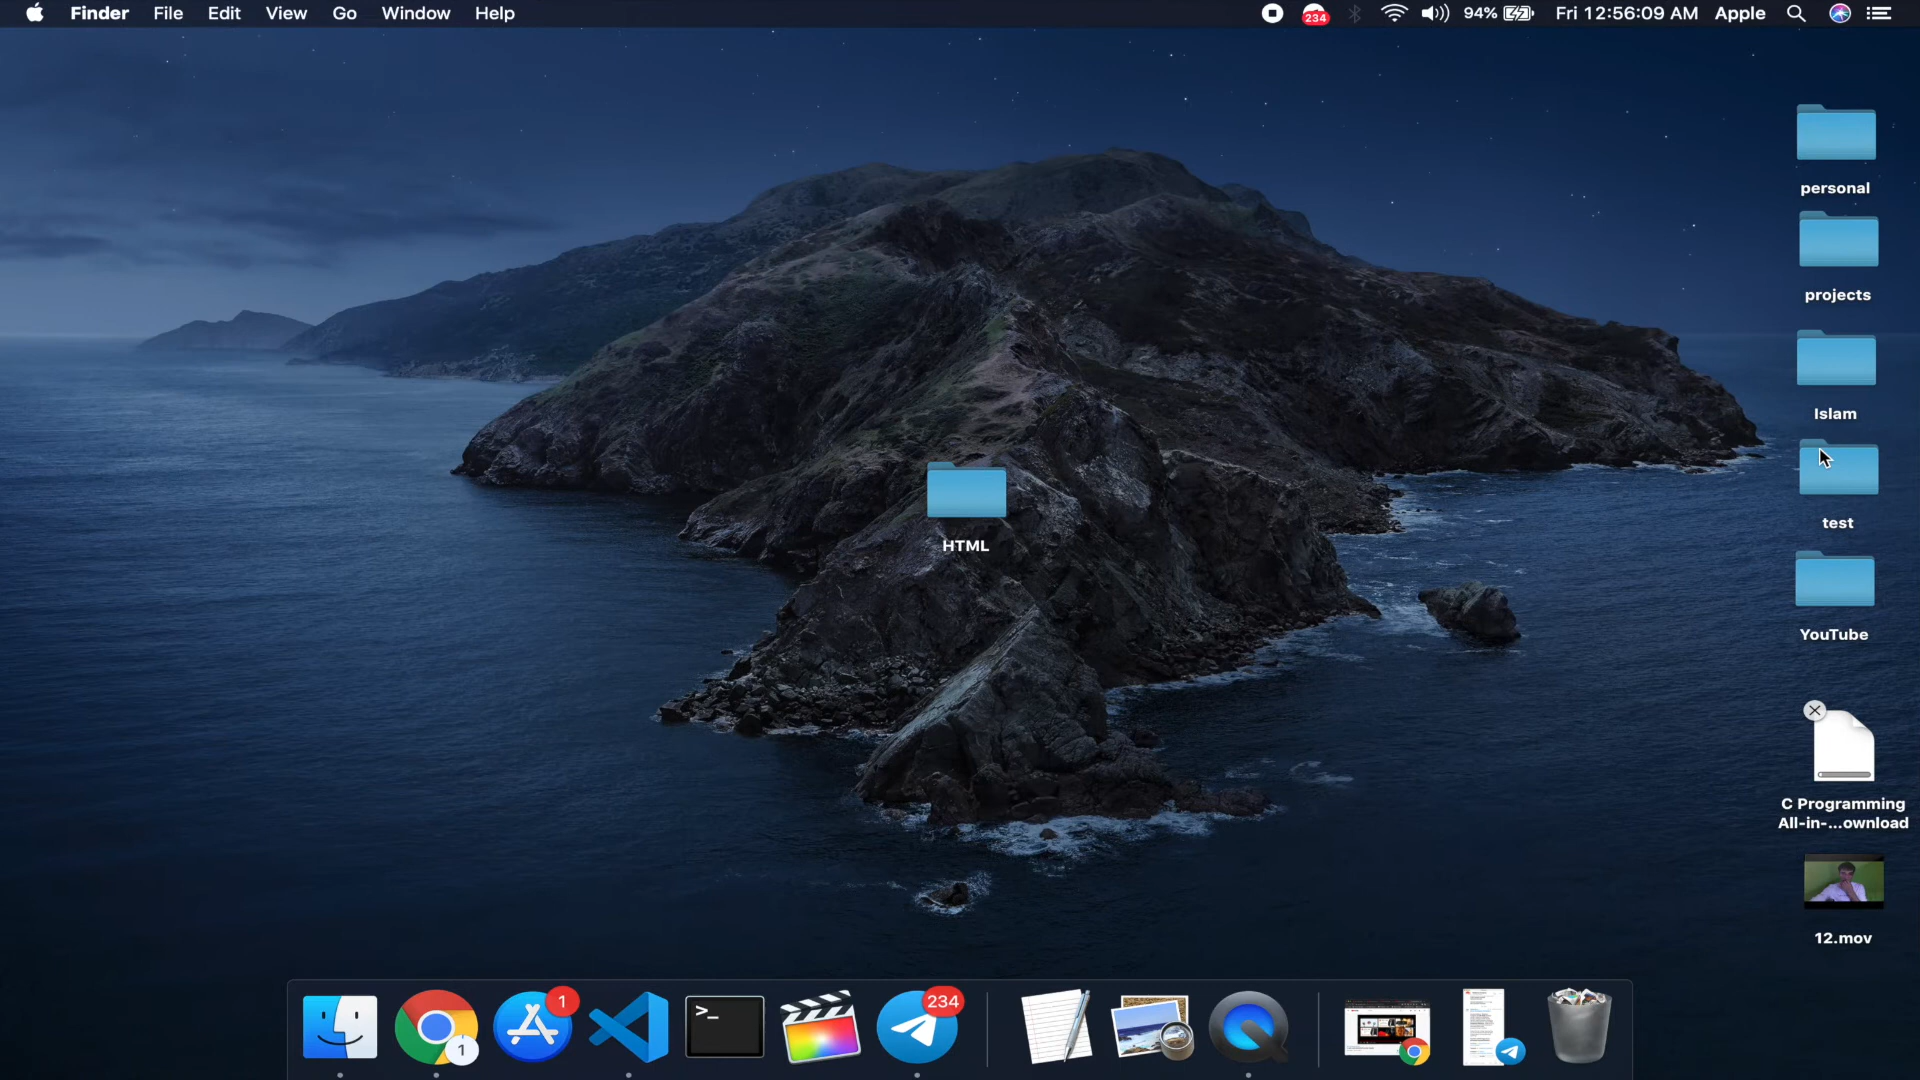 Finder File Edit View Go Window Help 234 94% Fri 12:56:09 AM Apple
personal
projects
Islam
test
HTML
YouTube
C Programming
All-in-...ownload
12.mov
1
1
>_
234